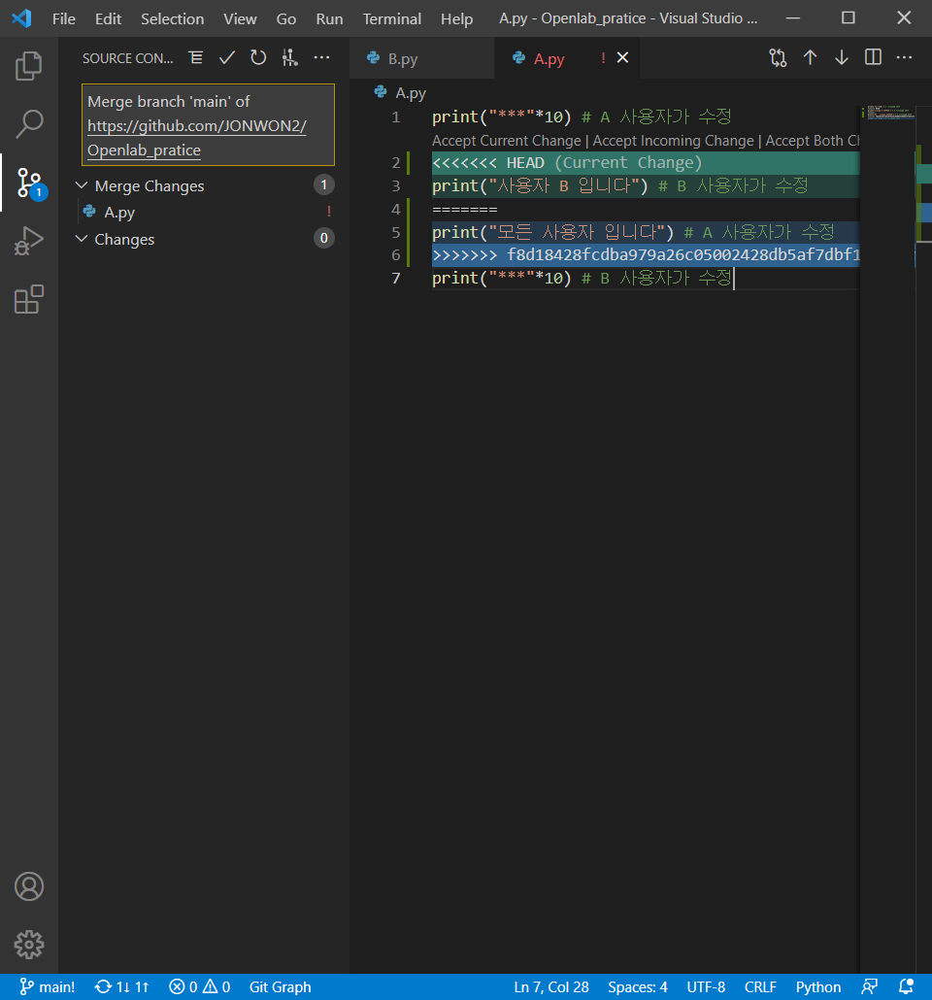 File Edit Selection View Go Run Terminal Help A.py - Openlab_pratice - Visual Studio ...
SOURCE CON...
Merge branch 'main' of
https://github.com/JONWON2/
Openlab_pratice
Merge Changes 1
A.py !
Changes 0
1
B.py A.py !
A.py
1 print("***"*10) # A 사용자가 수정
Accept Current Change | Accept Incoming Change | Accept Both Ch
2 <<<<<<< HEAD (Current Change)
3 print("사용자 B 입니다") # B 사용자가 수정
4 =======
5 print("모든 사용자 입니다") # A 사용자가 수정
6 >>>>>>> f8d18428fcdba979a26c05002428db5af7dbf1
7 print("***"*10) # B 사용자가 수정
main! 1↓ 1↑ 0 0 Git Graph Ln 7, Col 28 Spaces: 4 UTF-8 CRLF Python